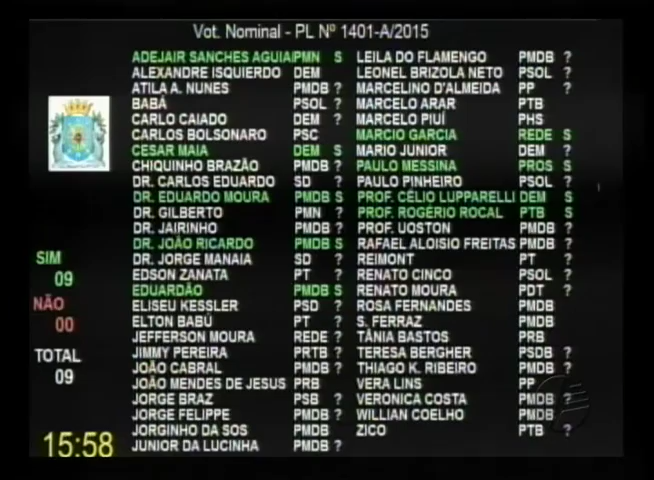 Vot. Nominal - PL Nº 1401-A/2015
ADEJAIR SANCHES AGUIA PMN S
ALEXANDRE ISQUIERDO DEM
ATILA A. NUNES PMDB ?
BABÁ PSOL ?
CARLO CAIADO DEM ?
CARLOS BOLSONARO PSC
CESAR MAIA DEM S
CHIQUINHO BRAZÃO PMDB ?
DR. CARLOS EDUARDO SD ?
DR. EDUARDO MOURA PMDB S
DR. GILBERTO PMN ?
DR. JAIRINHO PMDB ?
DR. JOÃO RICARDO PMDB S
DR. JORGE MANAIA SD ?
EDSON ZANATA PT ?
EDUARDÃO PMDB S
ELISEU KESSLER PSD ?
ELTON BABÚ PT ?
JEFFERSON MOURA REDE ?
JIMMY PEREIRA PRTB ?
JOÃO CABRAL PMDB ?
JOÃO MENDES DE JESUS PRB
JORGE BRAZ PSB ?
JORGE FELIPPE PMDB ?
JORGINHO DA SOS PMDB ?
JUNIOR DA LUCINHA PMDB ?
LEILA DO FLAMENGO PMDB ?
LEONEL BRIZOLA NETO PSOL ?
MARCELINO D'ALMEIDA PP ?
MARCELO ARAR PTB
MARCELO PIUÍ PHS
MARCIO GARCIA REDE S
MARIO JUNIOR DEM ?
PAULO MESSINA PROS S
PAULO PINHEIRO PSOL ?
PROF. CÉLIO LUPPARELLI DEM S
PROF. ROGÉRIO ROCAL PTB S
PROF. UOSTON PMDB ?
RAFAEL ALOISIO FREITAS PMDB ?
REIMONT PT ?
RENATO CINCO PSOL ?
RENATO MOURA PDT ?
ROSA FERNANDES PMDB
S. FERRAZ PMDB
TÂNIA BASTOS PRB
TERESA BERGHER PSDB ?
THIAGO K. RIBEIRO PMDB ?
VERA LINS PP
VERONICA COSTA PMDB ?
WILLIAN COELHO PMDB
ZICO PTB ?
SIM
09
NÃO
00
TOTAL
09
15:58